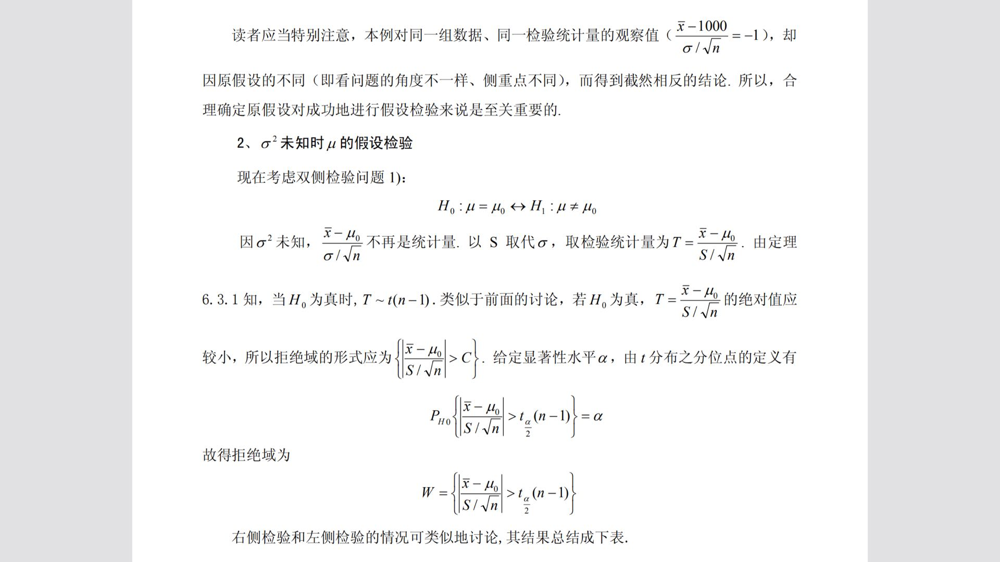 读者应当特别注意，本例对同一组数据、同一检验统计量的观察值（$\frac{\bar{x}-1000}{\sigma/\sqrt{n}}=-1$），却
因原假设的不同（即看问题的角度不一样、侧重点不同），而得到截然相反的结论. 所以，合
理确定原假设对成功地进行假设检验来说是至关重要的.
2、$\sigma^2$未知时$\mu$的假设检验
现在考虑双侧检验问题 1)：
$H_0:\mu=\mu_0 \leftrightarrow H_1:\mu\neq\mu_0$
因$\sigma^2$未知，$\frac{\bar{x}-\mu_0}{\sigma/\sqrt{n}}$不再是统计量. 以 S 取代$\sigma$，取检验统计量为$T=\frac{\bar{x}-\mu_0}{S/\sqrt{n}}$. 由定理
6.3.1 知，当$H_0$为真时, $T\sim t(n-1)$. 类似于前面的讨论，若$H_0$为真，$T=\frac{\bar{x}-\mu_0}{S/\sqrt{n}}$的绝对值应
较小，所以拒绝域的形式应为$\left\{\left|\frac{\bar{x}-\mu_0}{S/\sqrt{n}}\right|>C\right\}$. 给定显著性水平$\alpha$，由$t$分布之分位点的定义有
$P_{H0}\left\{\left|\frac{\bar{x}-\mu_0}{S/\sqrt{n}}\right|>t_{\frac{\alpha}{2}}(n-1)\right\}=\alpha$
故得拒绝域为
$W=\left\{\left|\frac{\bar{x}-\mu_0}{S/\sqrt{n}}\right|>t_{\frac{\alpha}{2}}(n-1)\right\}$
右侧检验和左侧检验的情况可类似地讨论, 其结果总结成下表.